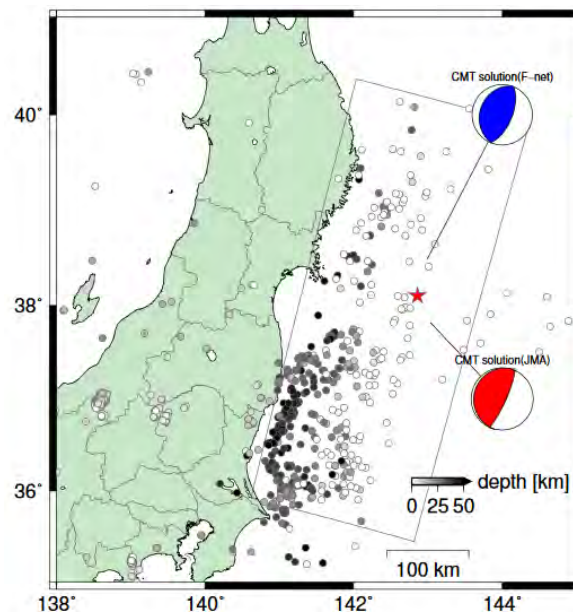 CMT solution(F-net)
40°
38°
CMT solution(JMA)
depth [km]
0 25 50
36°
100 km
138° 140° 142° 144°